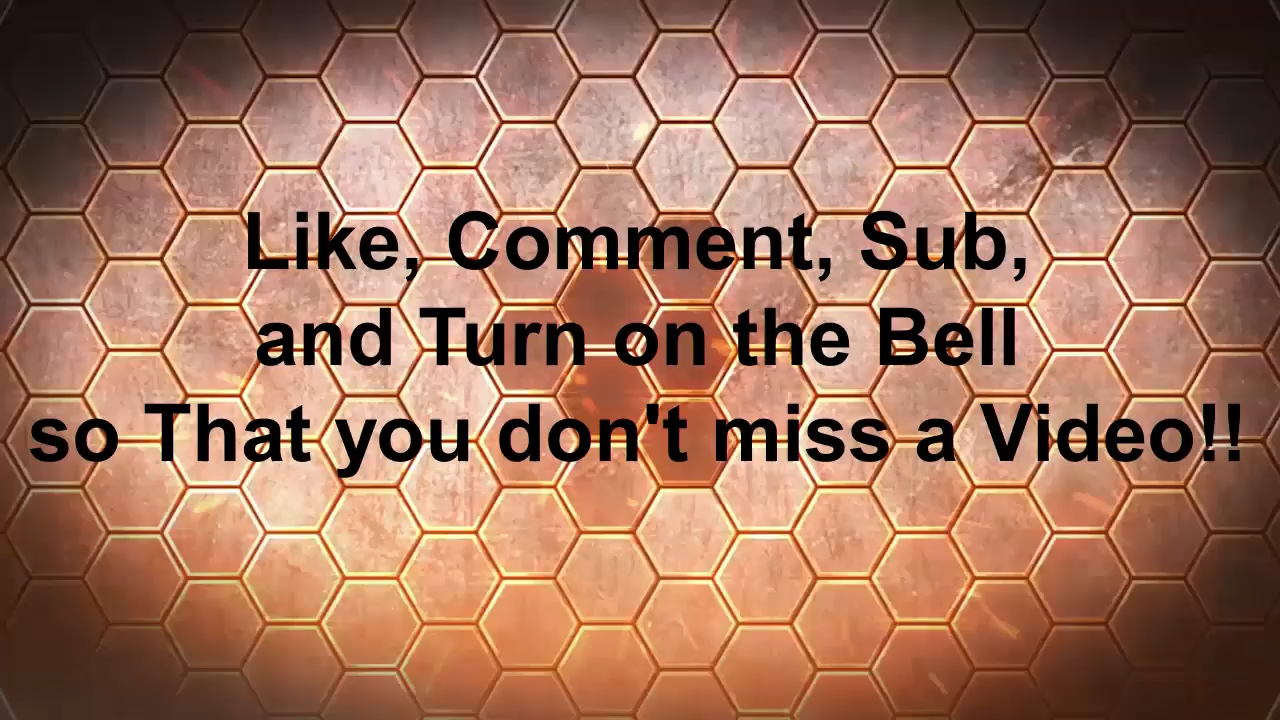 Like, Comment, Sub,
and Turn on the Bell
so That you don't miss a Video!!